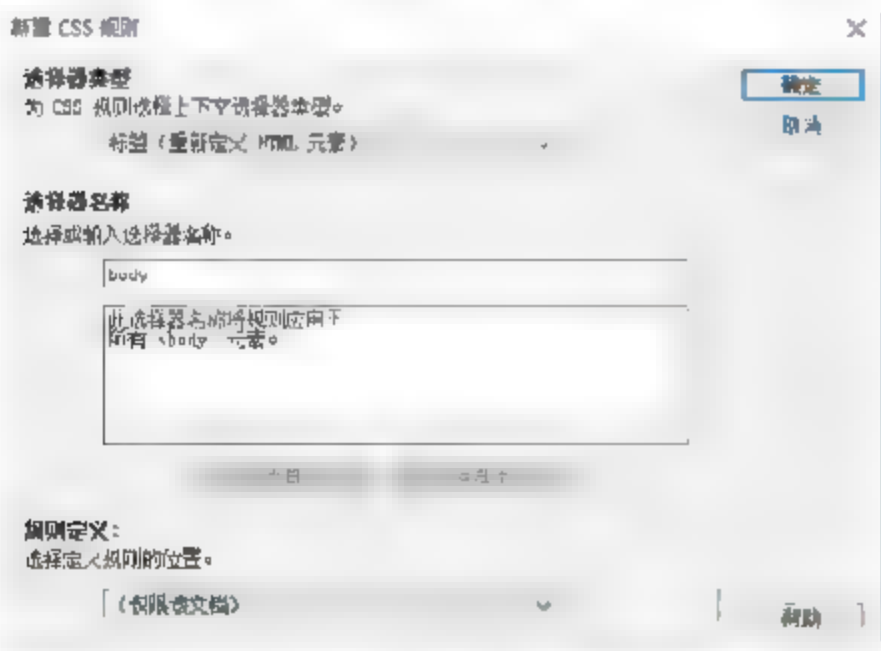 新建 CSS 规则
选择器类型
为 CSS 规则选择上下文选择器类型。
标签（重新定义 HTML 元素）
选择器名称
选择或输入选择器名称。
body
此选择器名称将规则应用于
所有 <body> 元素。
规则定义：
选择定义规则的位置。
（仅限该文档）
确定
取消
帮助